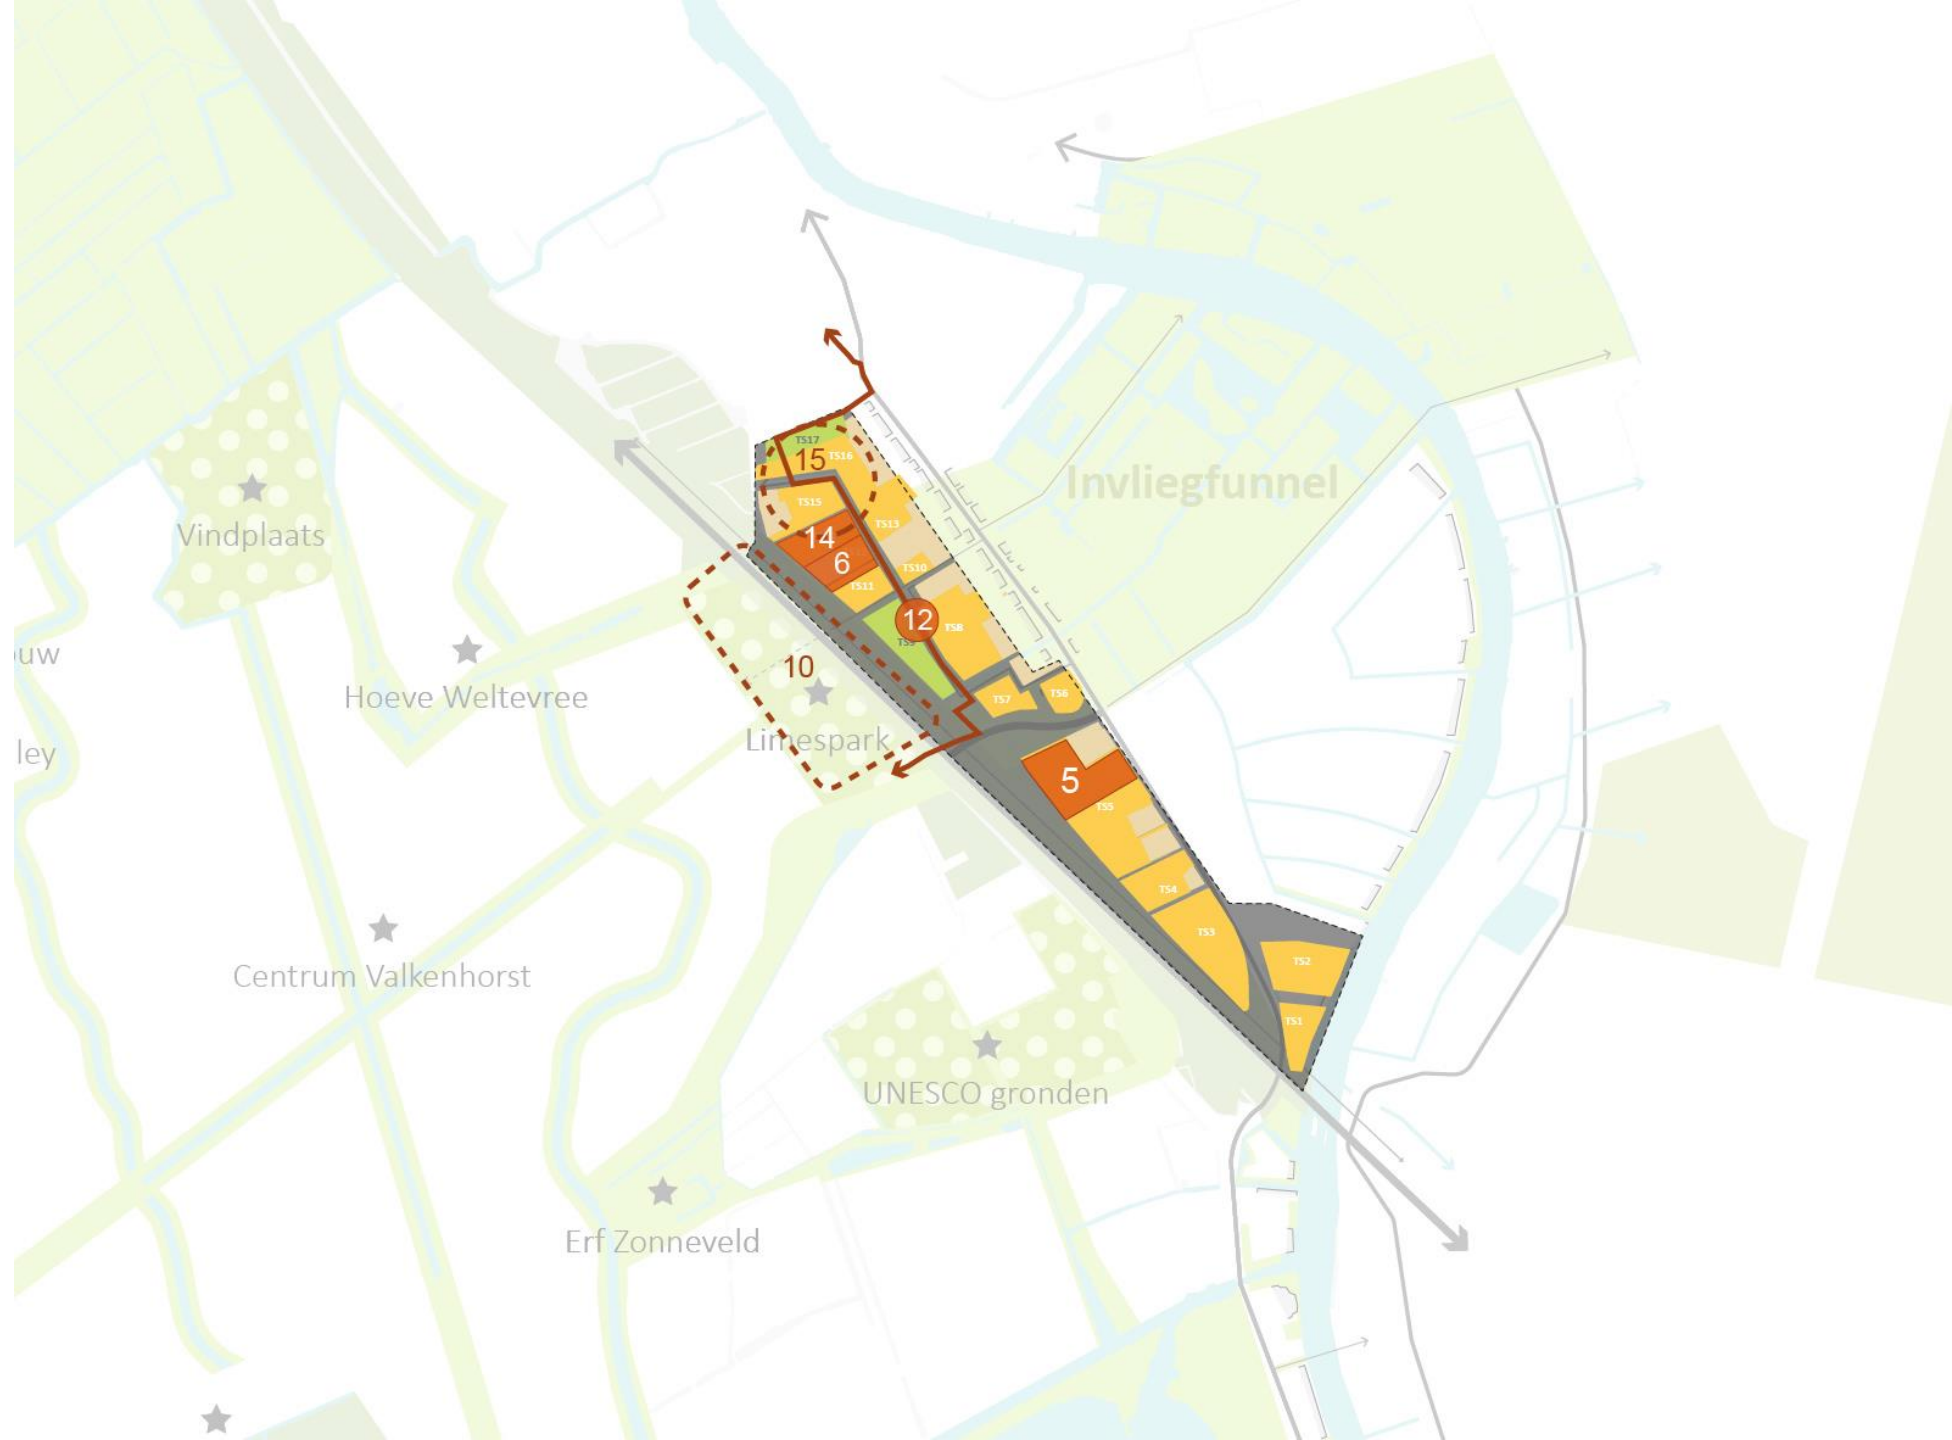 Invliegfunnel
TS17
15
TS16
TS15
TS13
14
6
TS10
TS11
12
TS8
TS9
Vindplaats
uw
Hoeve Weltevree
10
Limespark
TS7
TS6
ley
5
TS5
TS4
TS3
TS2
TS1
Centrum Valkenhorst
UNESCO gronden
Erf Zonneveld